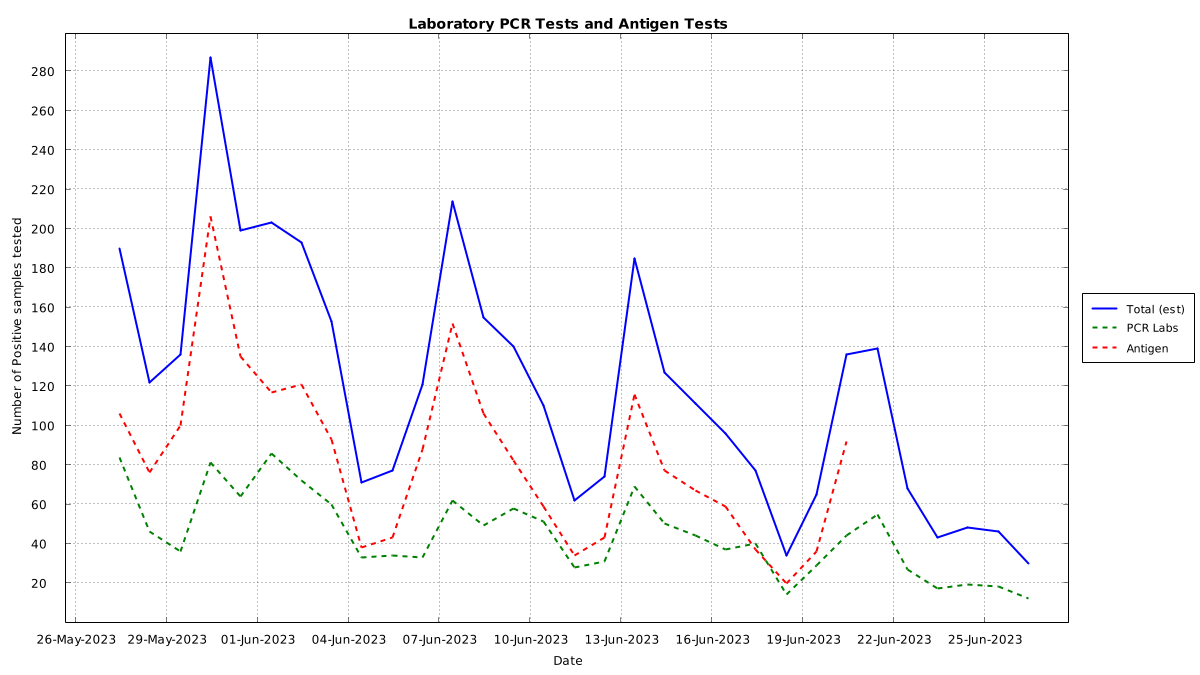 Laboratory PCR Tests and Antigen Tests
Number of Positive samples tested
280
260
240
220
200
180
160
140
120
100
80
60
40
20
26-May-2023 29-May-2023 01-Jun-2023 04-Jun-2023 07-Jun-2023 10-Jun-2023 13-Jun-2023 16-Jun-2023 19-Jun-2023 22-Jun-2023 25-Jun-2023
Date
Total (est)
PCR Labs
Antigen